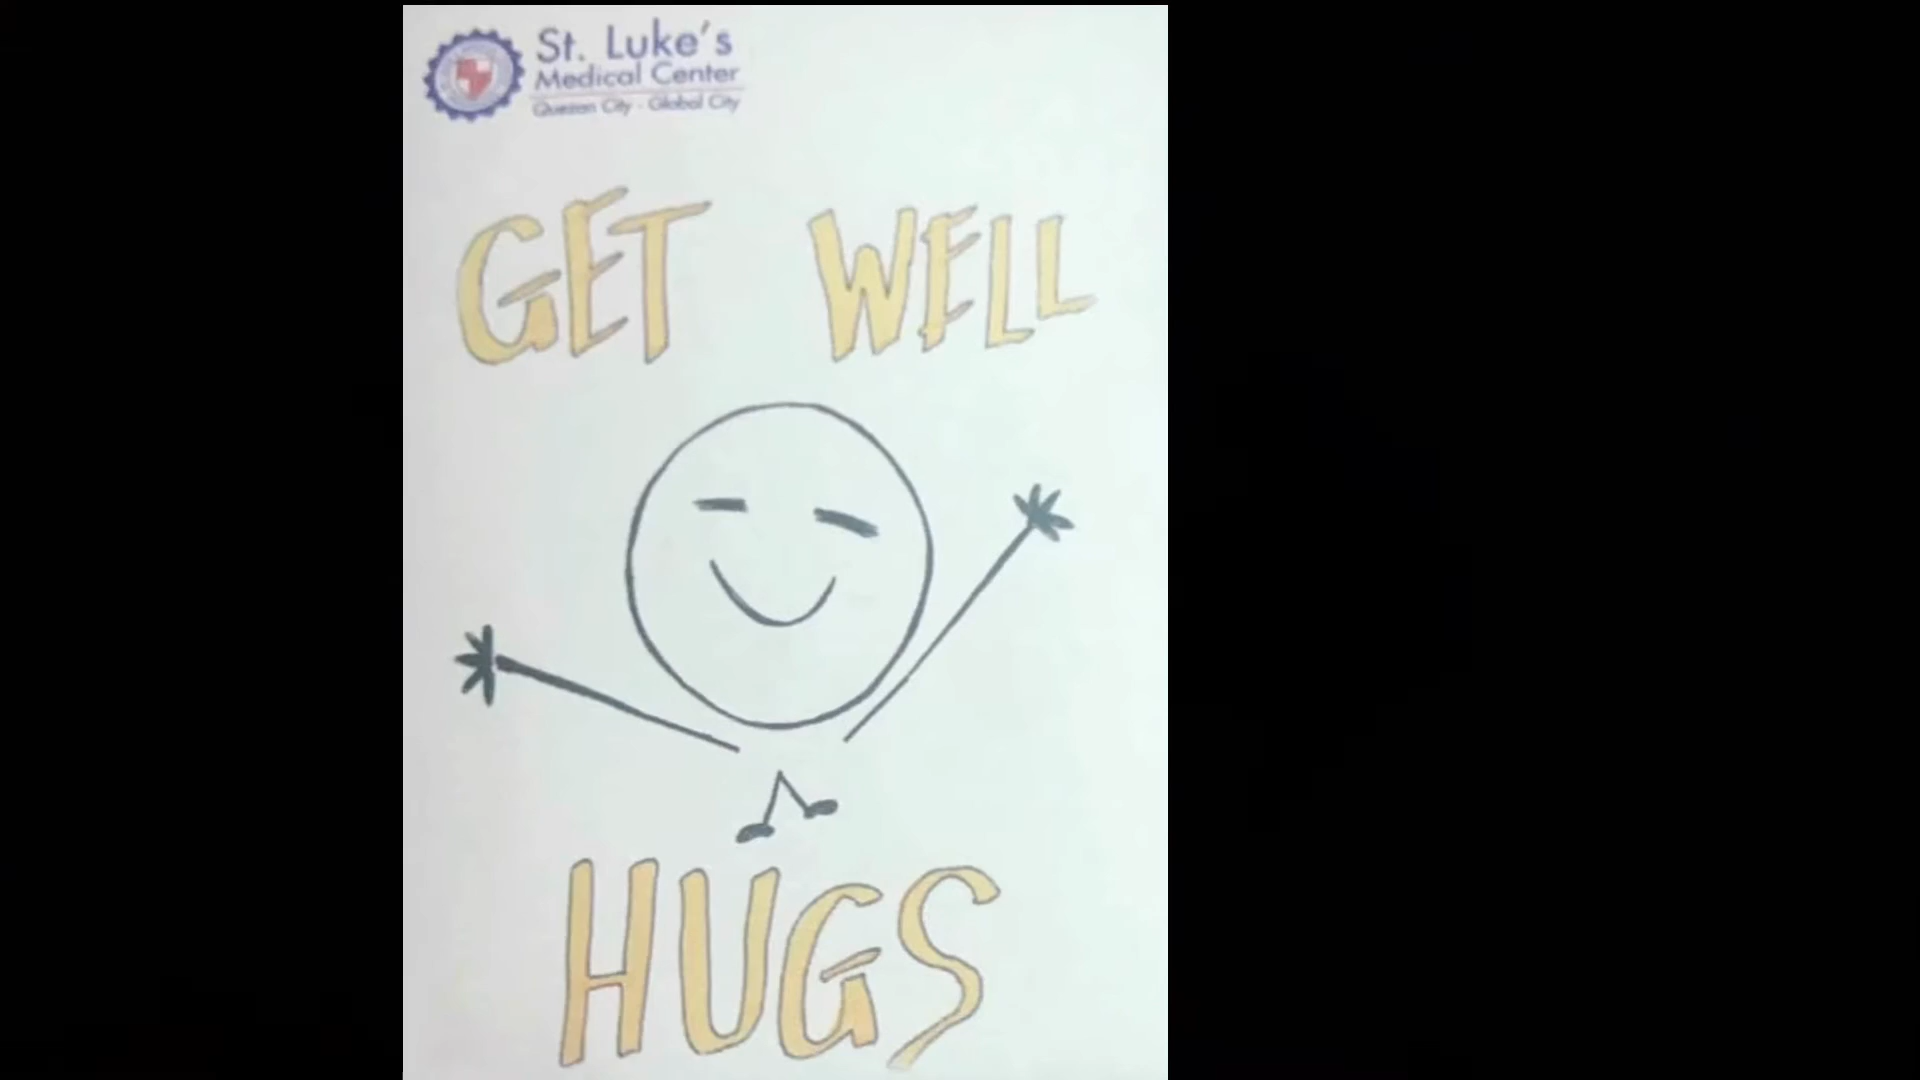 St. Luke's
Medical Center
Quezon City - Global City
GET WELL
HUGS